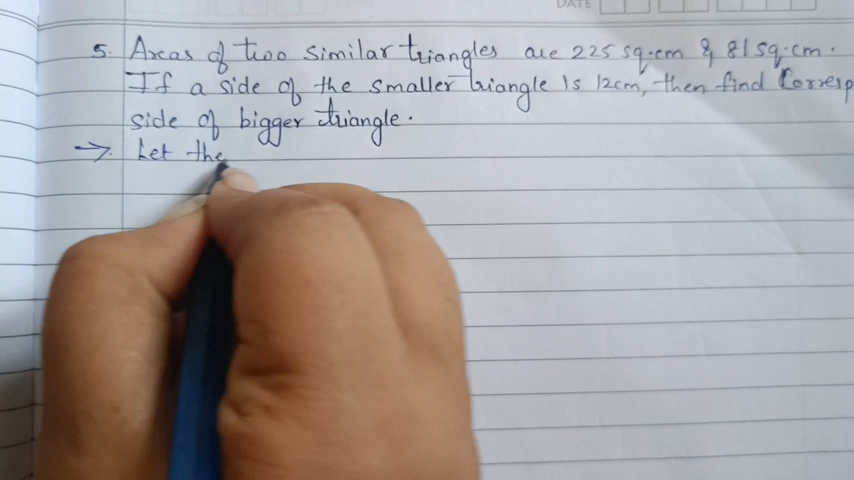 DATE
5. Areas of two similar triangles are 225 sq.cm & 81 sq.cm.
If a side of the smaller triangle is 12cm, then find Corresp
side of bigger triangle.
→ Let the